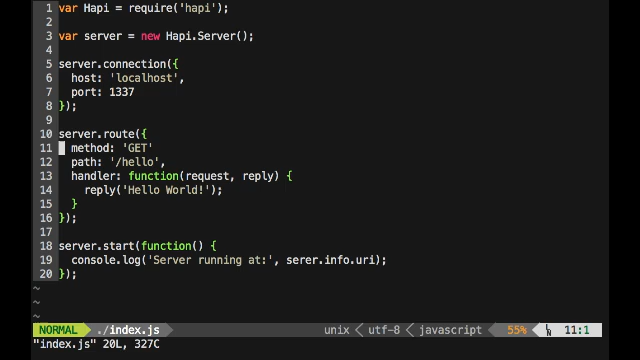 1 var Hapi = require('hapi');
2
3 var server = new Hapi.Server();
4
5 server.connection({
6   host: 'localhost',
7   port: 1337
8 });
9
10 server.route({
11   method: 'GET'
12   path: '/hello',
13   handler: function(request, reply) {
14     reply('Hello World!');
15   }
16 });
17
18 server.start(function() {
19   console.log('Server running at:', serer.info.uri);
20 });
~
~
~
NORMAL ./index.js unix < utf-8 < javascript 55% LN 11:1
"index.js" 20L, 327C